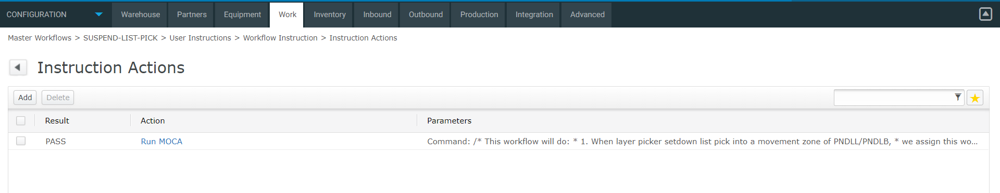 CONFIGURATION Warehouse Partners Equipment Work Inventory Inbound Outbound Production Integration Advanced
Master Workflows > SUSPEND-LIST-PICK > User Instructions > Workflow Instruction > Instruction Actions
Instruction Actions
Add Delete
Result Action Parameters
PASS Run MOCA Command: /* This workflow will do: * 1. When layer picker setdown list pick into a movement zone of PNDLL/PNDLB, * we assign this wo...